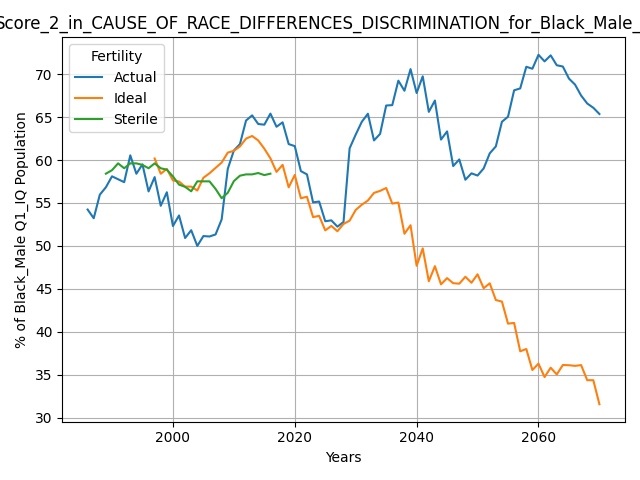 Score_2_in_CAUSE_OF_RACE_DIFFERENCES_DISCRIMINATION_for_Black_Male_
Fertility
Actual
Ideal
Sterile
% of Black_Male Q1_IQ Population
70
65
60
55
50
45
40
35
30
2000
2020
2040
2060
Years